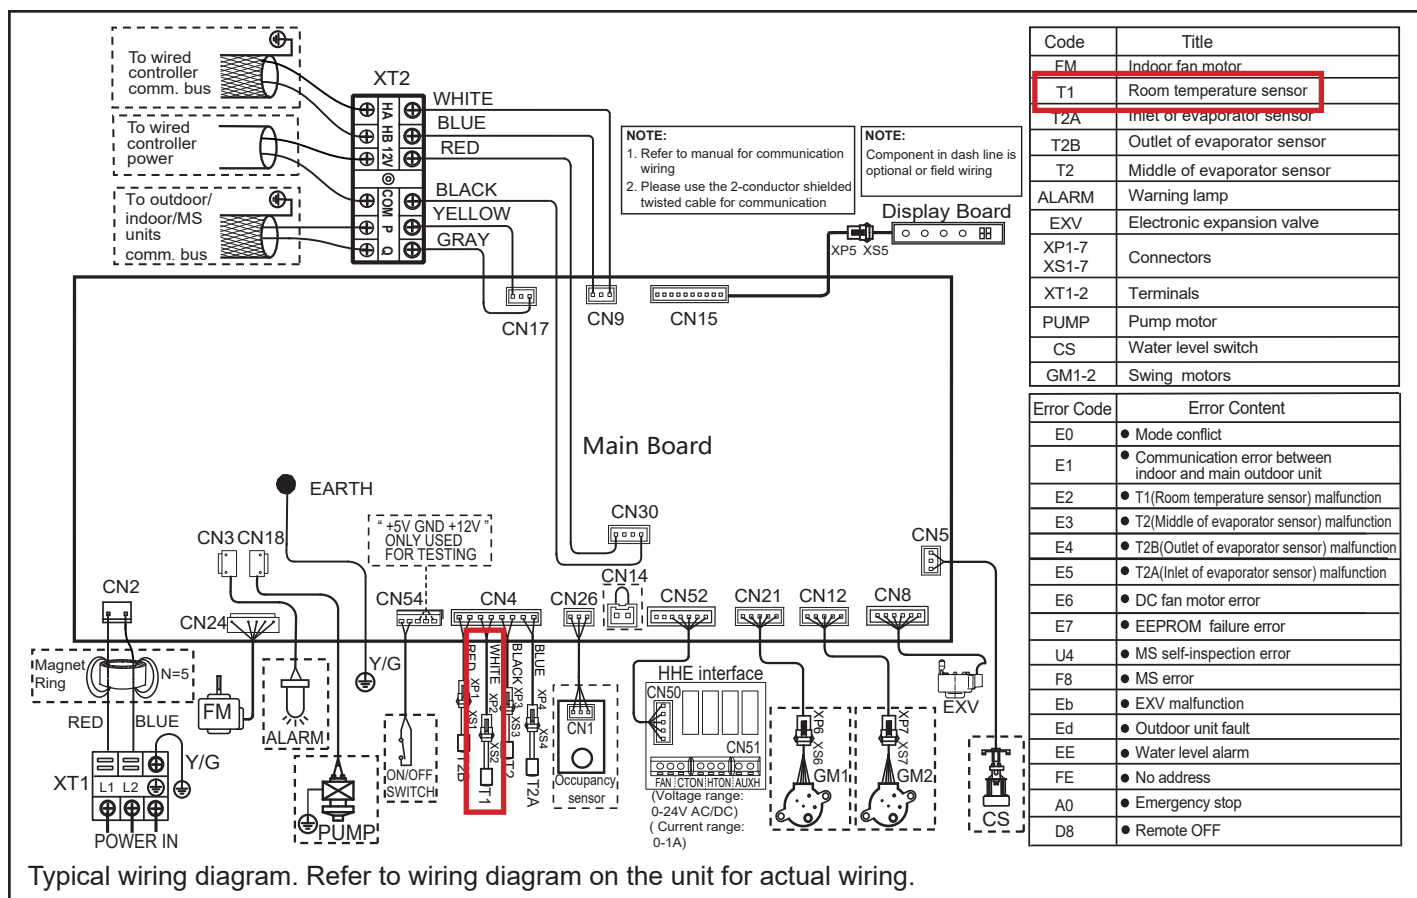 To wired
controller
comm. bus
To wired
controller
power
To outdoor/
indoor/MS
units
comm. bus
XT2
HA HB 12V
COM P Q
WHITE
BLUE
RED
BLACK
YELLOW
GRAY
NOTE:
1. Refer to manual for communication
wiring
2. Please use the 2-conductor shielded
twisted cable for communication
NOTE:
Component in dash line is
optional or field wiring
Display Board
XP5 XS5
CN17
CN9
CN15
Main Board
EARTH
CN3 CN18
" +5V GND +12V "
ONLY USED
FOR TESTING
CN30
CN5
CN2
CN24
CN54
CN4
CN26
CN14
CN52
CN21
CN12
CN8
Magnet
Ring
N=5
RED
BLUE
Y/G
XT1
L1 L2
POWER IN
FM
ALARM
Y/G
PUMP
ON/OFF
SWITCH
RED
XP1
XS1
T2B
WHITE
XP2
XS2
T1
BLACK
XP3
XS3
T2
BLUE
XP4
XS4
T2A
CN1
Occupancy
sensor
HHE interface
CN50
CN51
FAN CTON HTON AUXH
(Voltage range:
0-24V AC/DC)
( Current range:
0-1A)
XP6 XS6
GM1
XP7 XS7
GM2
EXV
CS
Code Title
FM Indoor fan motor
T1 Room temperature sensor
T2A Inlet of evaporator sensor
T2B Outlet of evaporator sensor
T2 Middle of evaporator sensor
ALARM Warning lamp
EXV Electronic expansion valve
XP1-7
XS1-7
Connectors
XT1-2 Terminals
PUMP Pump motor
CS Water level switch
GM1-2 Swing motors
Error Code Error Content
E0 ● Mode conflict
E1 ● Communication error between
indoor and main outdoor unit
E2 ● T1(Room temperature sensor) malfunction
E3 ● T2(Middle of evaporator sensor) malfunction
E4 ● T2B(Outlet of evaporator sensor) malfunction
E5 ● T2A(Inlet of evaporator sensor) malfunction
E6 ● DC fan motor error
E7 ● EEPROM failure error
U4 ● MS self-inspection error
F8 ● MS error
Eb ● EXV malfunction
Ed ● Outdoor unit fault
EE ● Water level alarm
FE ● No address
A0 ● Emergency stop
D8 ● Remote OFF
Typical wiring diagram. Refer to wiring diagram on the unit for actual wiring.